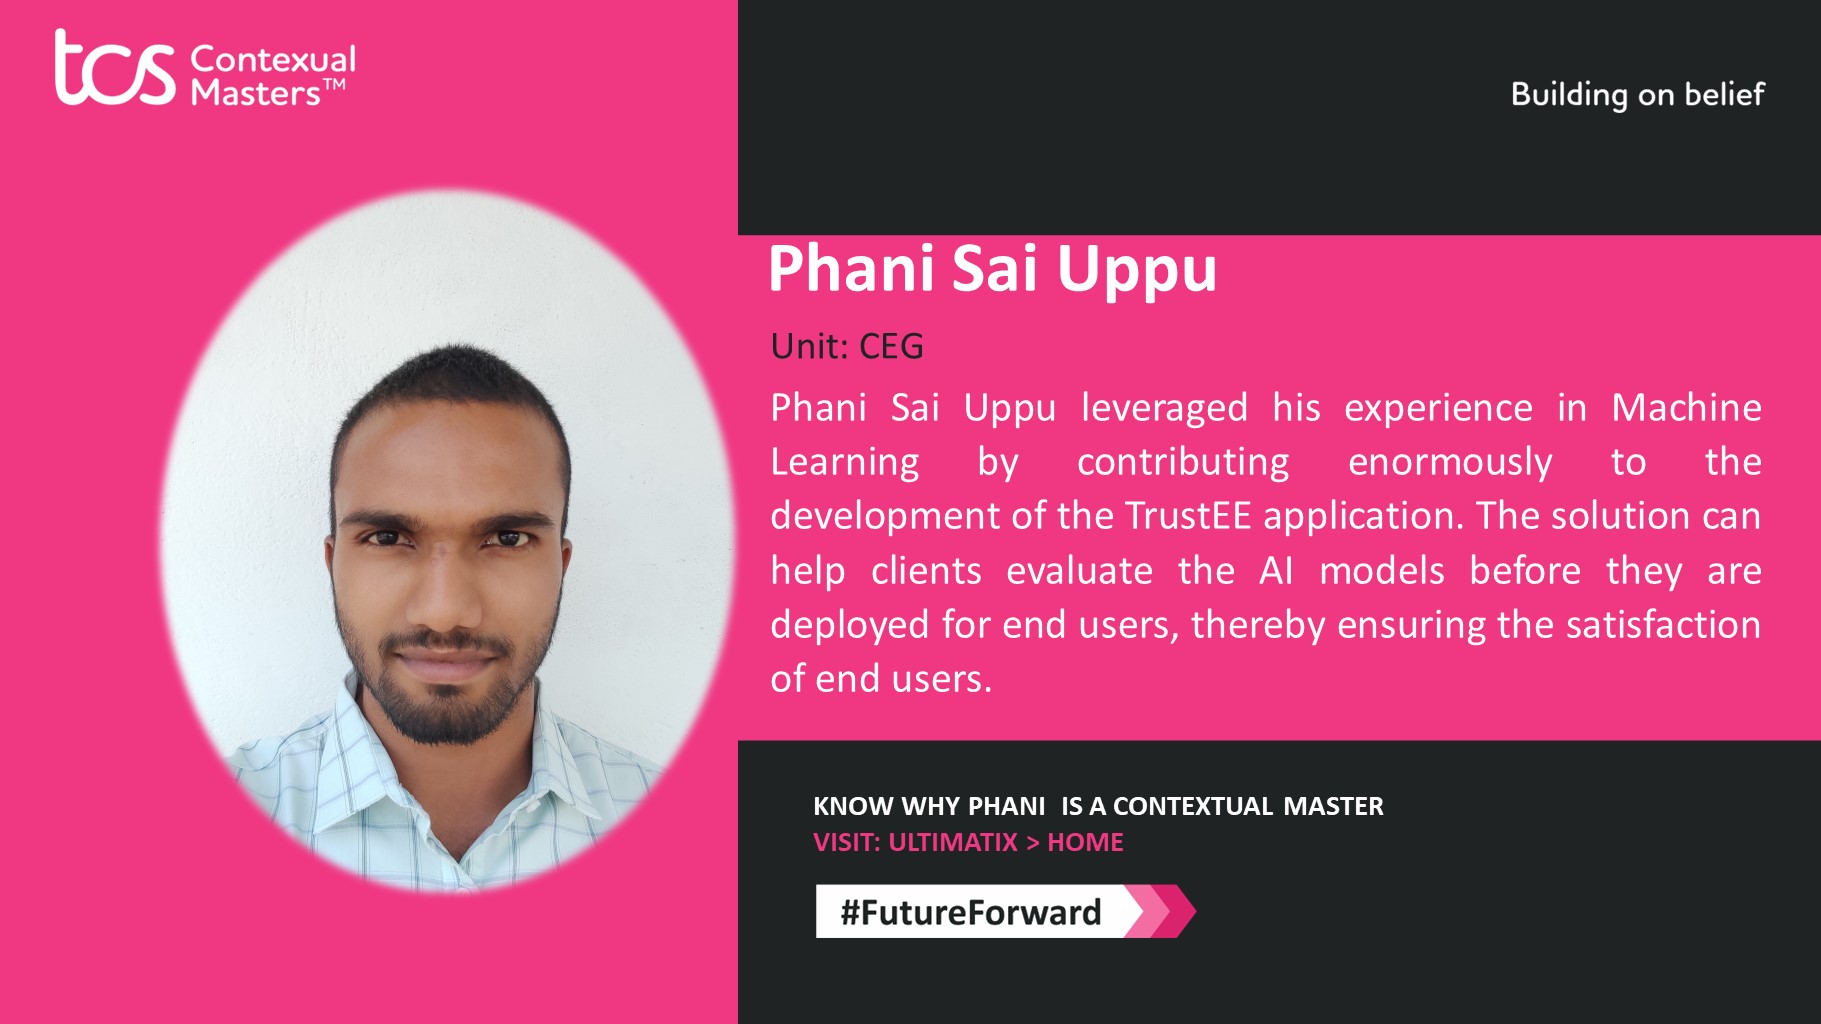 tcs Contexual
Masters™
Building on belief
Phani Sai Uppu
Unit: CEG
Phani Sai Uppu leveraged his experience in Machine
Learning by contributing enormously to the
development of the TrustEE application. The solution can
help clients evaluate the AI models before they are
deployed for end users, thereby ensuring the satisfaction
of end users.
KNOW WHY PHANI IS A CONTEXTUAL MASTER
VISIT: ULTIMATIX > HOME
#FutureForward